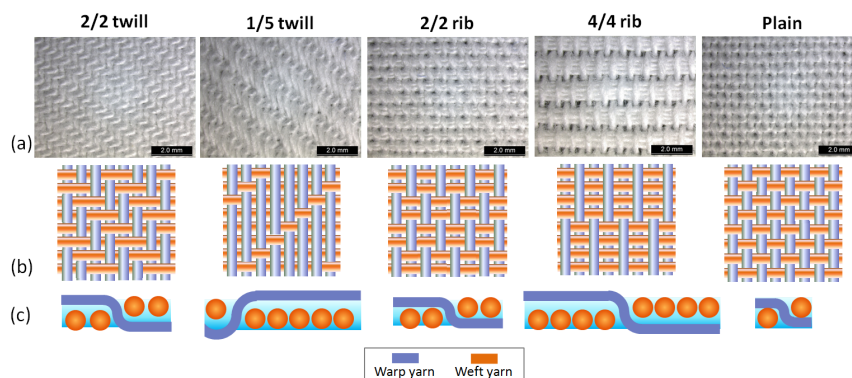 2/2 twill 1/5 twill 2/2 rib 4/4 rib Plain
(a)
2.0 mm 2.0 mm 2.0 mm 2.0 mm 2.0 mm
(b)
(c)
Warp yarn Weft yarn